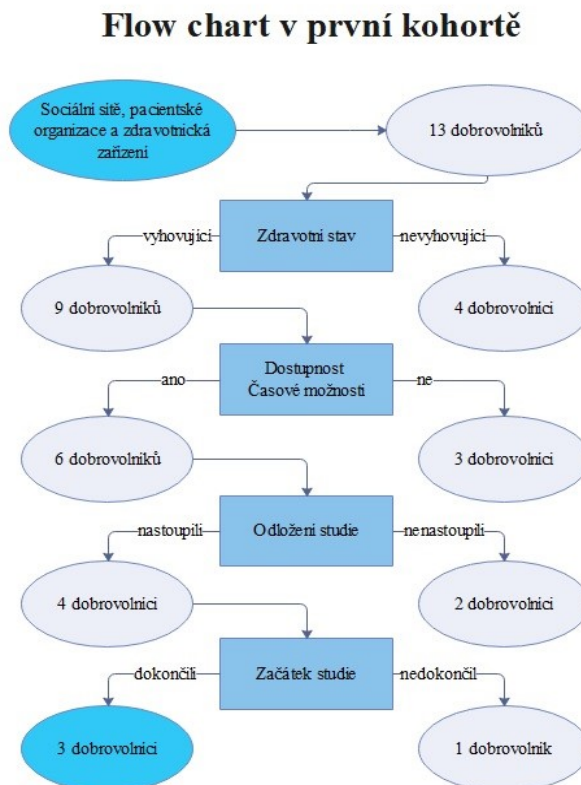 Flow chart v první kohortě
Sociální sítě, pacientské
organizace a zdravotnická
zařízení
13 dobrovolníků
vyhovující
Zdravotní stav
nevyhovující
9 dobrovolníků
4 dobrovolníci
ano
Dostupnost
Časové možnosti
ne
6 dobrovolníků
3 dobrovolníci
nastoupili
Odložení studie
nenastoupili
4 dobrovolníci
2 dobrovolníci
dokončili
Začátek studie
nedokončil
3 dobrovolníci
1 dobrovolník